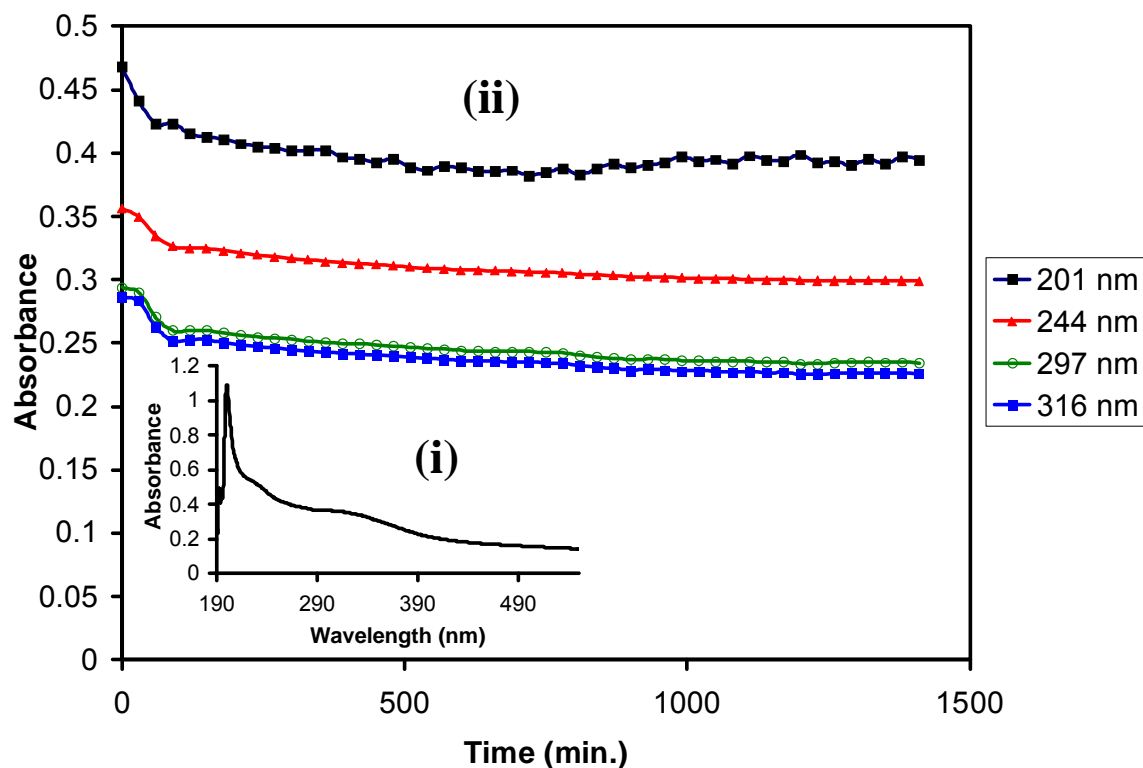 0.5
0.45
0.4
0.35
0.3
0.25
0.2
0.15
0.1
0.05
0
Absorbance
(ii)
201 nm
244 nm
297 nm
316 nm
1.2
1
0.8
0.6
0.4
0.2
0
Absorbance
(i)
190
290
390
490
Wavelength (nm)
0
500
1000
1500
Time (min.)